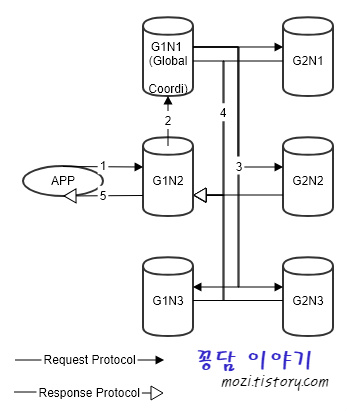 G1N1
(Global
Coordi)
G2N1
4
2
1
APP
G1N2
3
G2N2
5
G1N3
G2N3
Request Protocol
Response Protocol
꽁담 이야기
mozi.tistory.com